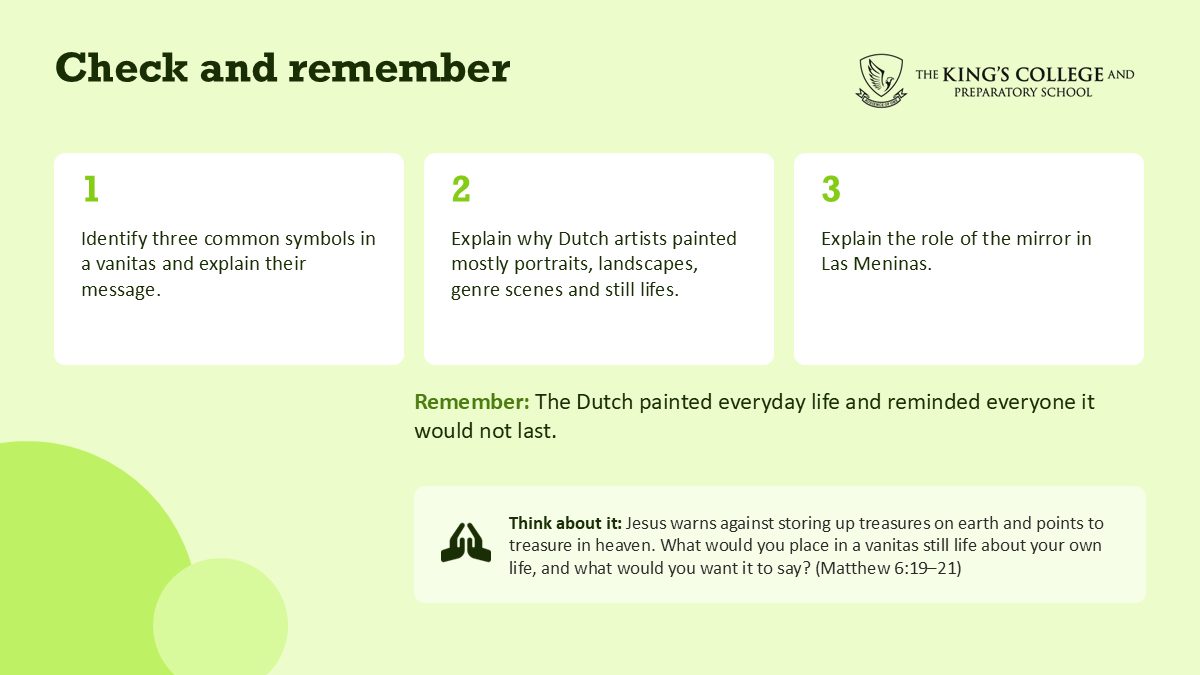 Check and remember
THE KING'S COLLEGE AND
PREPARATORY SCHOOL
1
Identify three common symbols in
a vanitas and explain their
message.
2
Explain why Dutch artists painted
mostly portraits, landscapes,
genre scenes and still lifes.
3
Explain the role of the mirror in
Las Meninas.
Remember: The Dutch painted everyday life and reminded everyone it
would not last.
Think about it: Jesus warns against storing up treasures on earth and points to
treasure in heaven. What would you place in a vanitas still life about your own
life, and what would you want it to say? (Matthew 6:19–21)